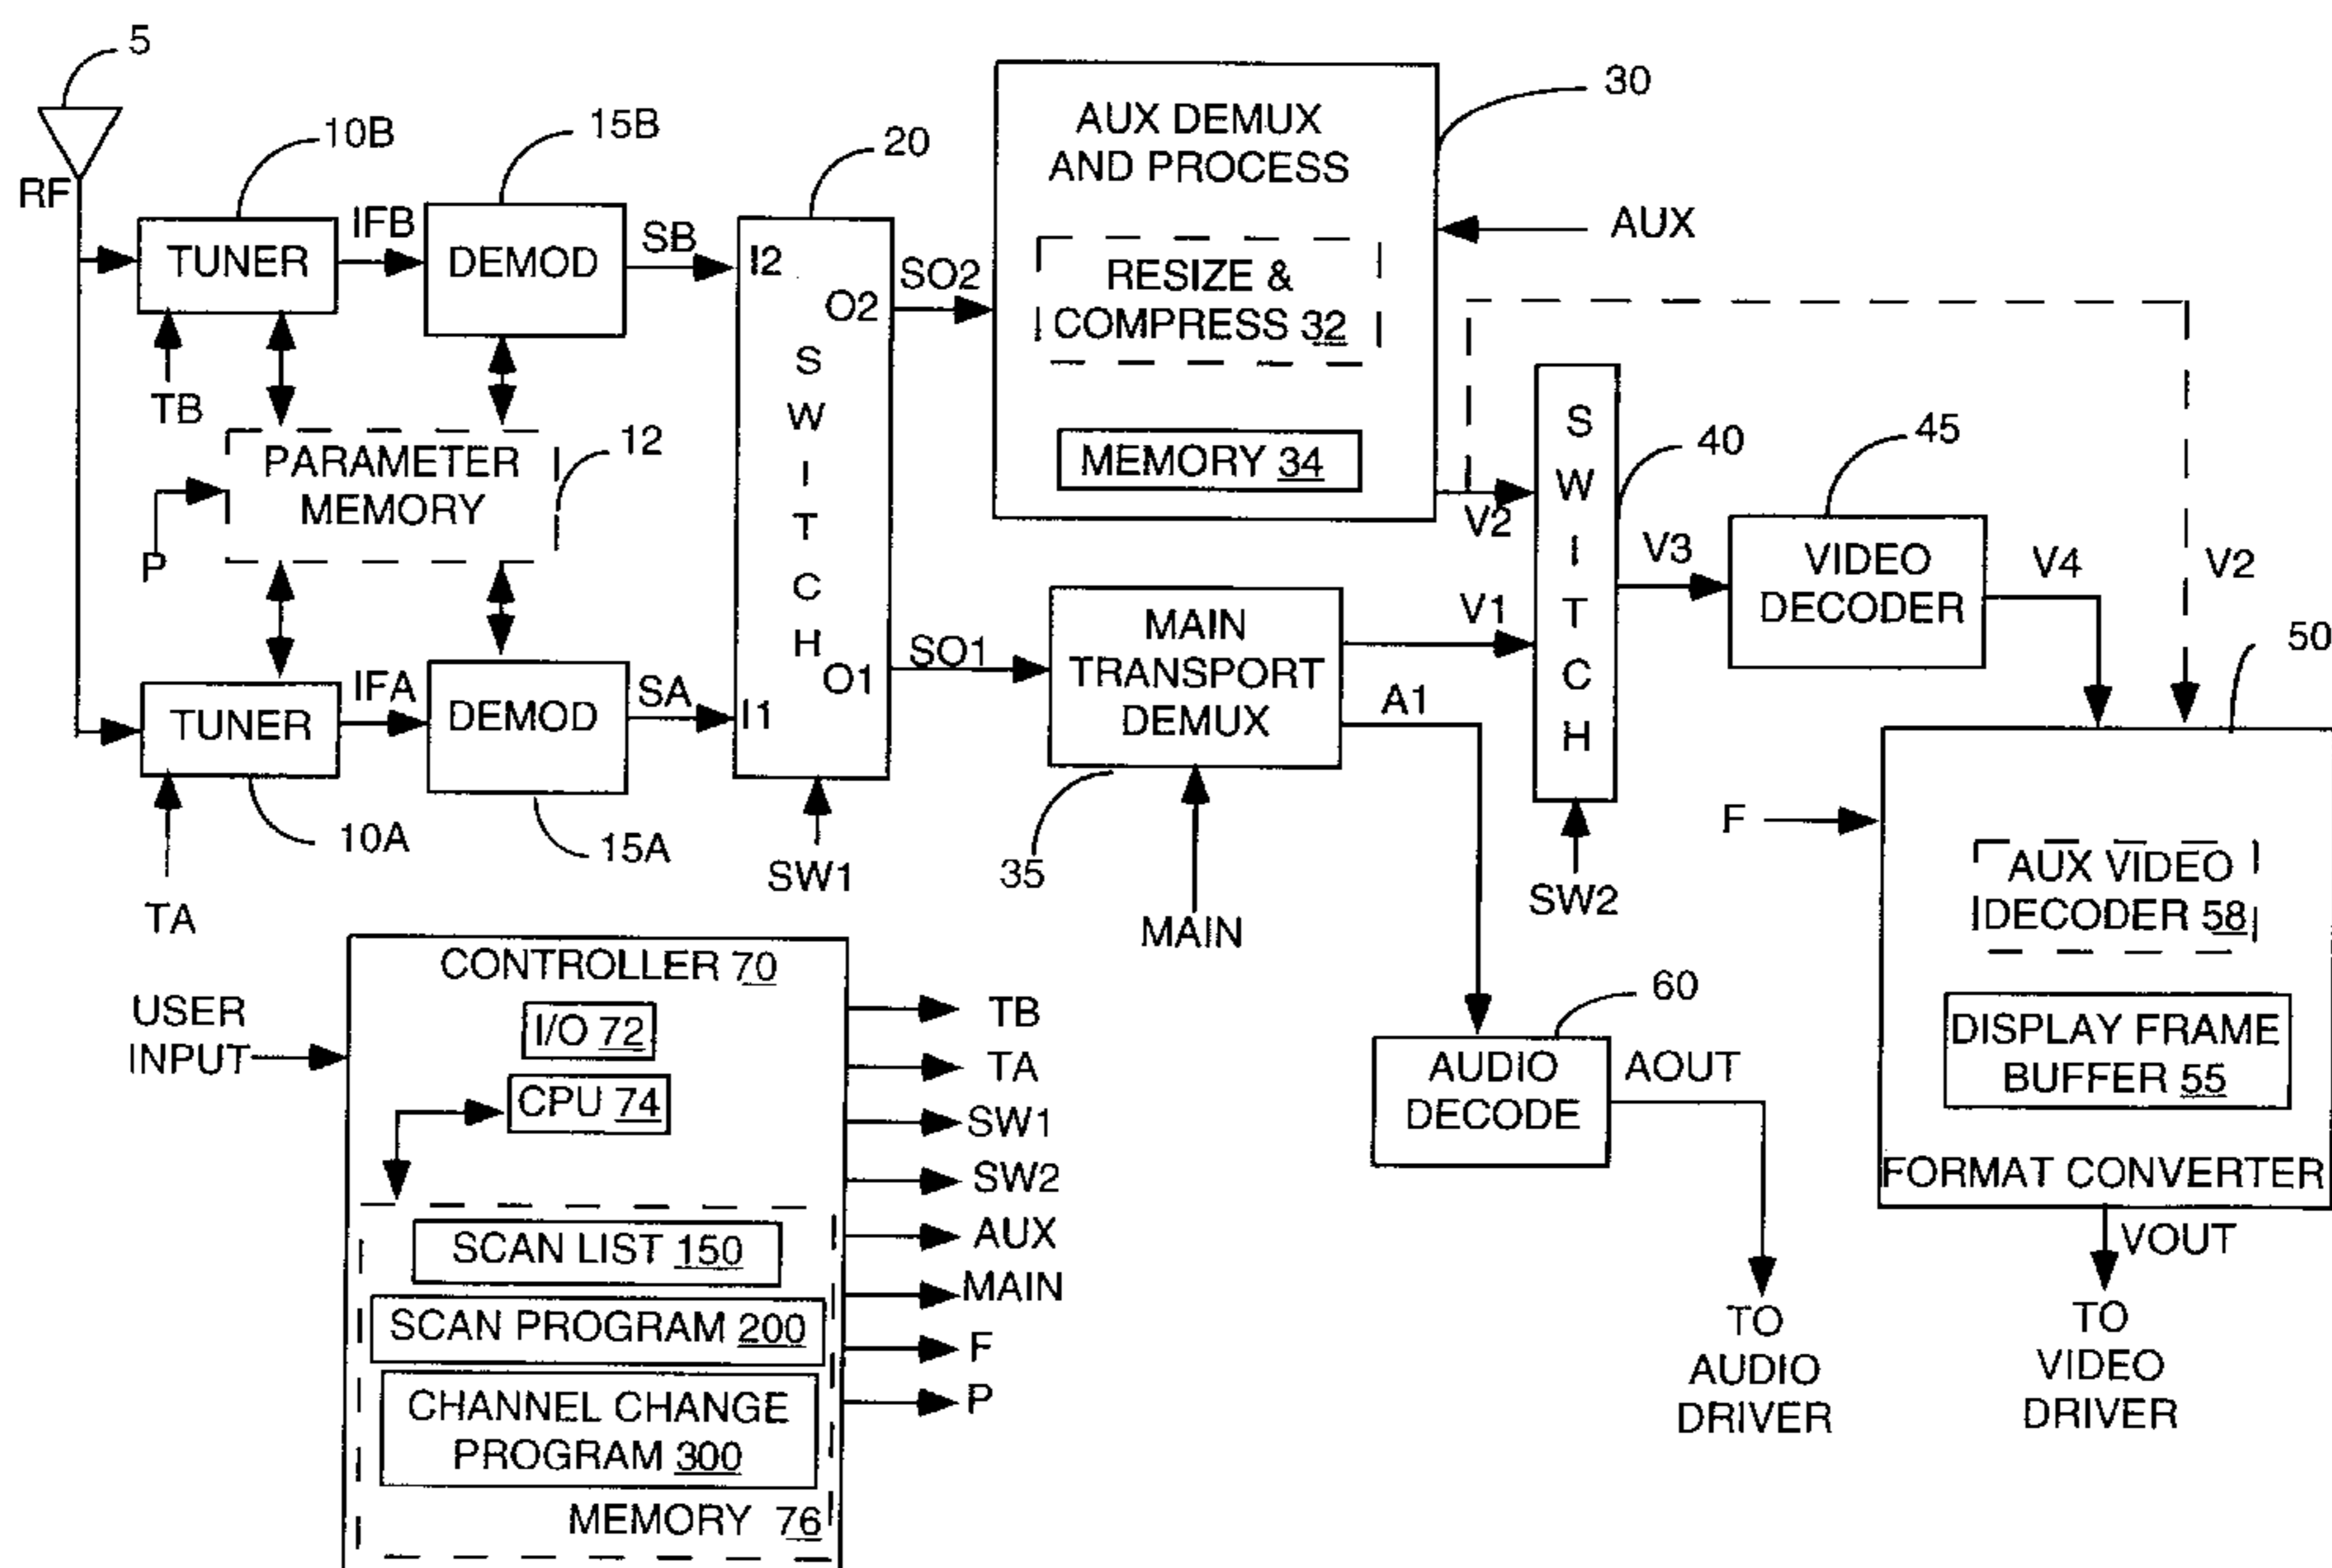 5
RF
10B
TUNER
TB
IFB
15B
DEMOD
SB
PARAMETER
MEMORY
12
P
TUNER
10A
TA
IFA
DEMOD
15A
SA
20
I2
O2
S
W
I
T
C
H
O1
I1
SW1
SO2
SO1
AUX DEMUX
AND PROCESS
RESIZE &
COMPRESS 32
MEMORY 34
30
AUX
MAIN
TRANSPORT
DEMUX
35
MAIN
V2
V1
A1
S
W
I
T
C
H
40
SW2
V3
45
VIDEO
DECODER
V4
V2
50
F
AUX VIDEO
DECODER 58
DISPLAY FRAME
BUFFER 55
FORMAT CONVERTER
VOUT
TO
VIDEO
DRIVER
60
AUDIO
DECODE
AOUT
TO
AUDIO
DRIVER
USER
INPUT
CONTROLLER 70
I/O 72
CPU 74
SCAN LIST 150
SCAN PROGRAM 200
CHANNEL CHANGE
PROGRAM 300
MEMORY 76
TB
TA
SW1
SW2
AUX
MAIN
F
P